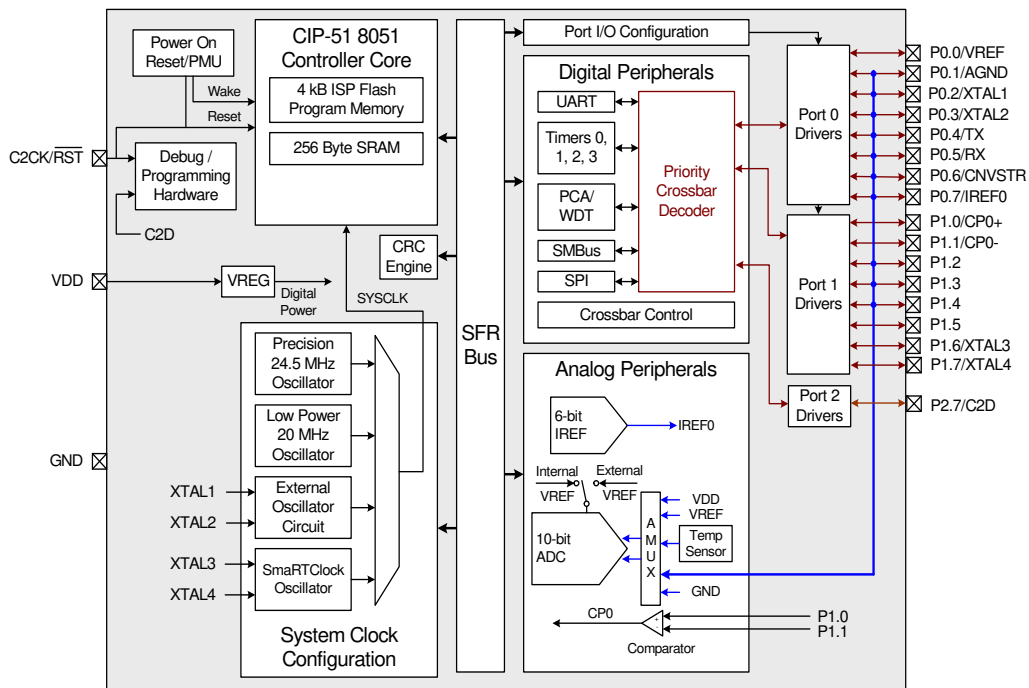 Power On
Reset/PMU
Wake
Reset
C2CK/RST
Debug /
Programming
Hardware
C2D
CIP-51 8051
Controller Core
4 kB ISP Flash
Program Memory
256 Byte SRAM
CRC
Engine
VDD
VREG
Digital
Power
SYSCLK
Precision
24.5 MHz
Oscillator
Low Power
20 MHz
Oscillator
GND
XTAL1
XTAL2
External
Oscillator
Circuit
XTAL3
XTAL4
SmaRTClock
Oscillator
System Clock
Configuration
SFR
Bus
Port I/O Configuration
Digital Peripherals
UART
Timers 0,
1, 2, 3
PCA/
WDT
SMBus
SPI
Priority
Crossbar
Decoder
Crossbar Control
Analog Peripherals
6-bit
IREF
IREF0
Internal
VREF
External
VREF
10-bit
ADC
A
M
U
X
VDD
VREF
Temp
Sensor
GND
CP0
+
-
Comparator
P1.0
P1.1
Port 0
Drivers
Port 1
Drivers
Port 2
Drivers
P0.0/VREF
P0.1/AGND
P0.2/XTAL1
P0.3/XTAL2
P0.4/TX
P0.5/RX
P0.6/CNVSTR
P0.7/IREF0
P1.0/CP0+
P1.1/CP0-
P1.2
P1.3
P1.4
P1.5
P1.6/XTAL3
P1.7/XTAL4
P2.7/C2D